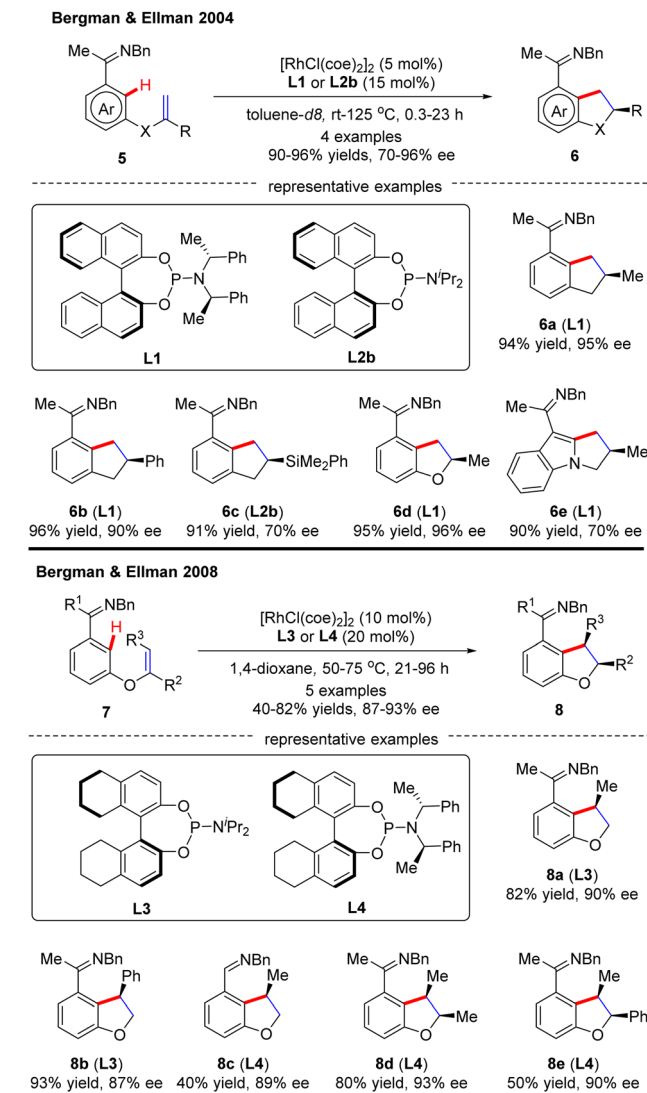 Bergman & Ellman 2004
Me NBn
H
Ar
X R
5
[RhCl(coe)2]2 (5 mol%)
L1 or L2b (15 mol%)
toluene-d8, rt-125 °C, 0.3-23 h
4 examples
90-96% yields, 70-96% ee
Me NBn
Ar
R
X
6
representative examples
Me
O Ph
P N
O Ph
Me
L1
O
P NiPr2
O
L2b
Me NBn
Me
6a (L1)
94% yield, 95% ee
Me NBn
Ph
6b (L1)
96% yield, 90% ee
Me NBn
SiMe2Ph
6c (L2b)
91% yield, 70% ee
Me NBn
Me
O
6d (L1)
95% yield, 96% ee
Me NBn
Me
N
6e (L1)
90% yield, 70% ee
Bergman & Ellman 2008
R1 NBn
H R3
O R2
7
[RhCl(coe)2]2 (10 mol%)
L3 or L4 (20 mol%)
1,4-dioxane, 50-75 °C, 21-96 h
5 examples
40-82% yields, 87-93% ee
R1 NBn
R3
R2
O
8
representative examples
O
P NiPr2
O
L3
Me
O Ph
P N
O Ph
Me
L4
Me NBn
Me
O
8a (L3)
82% yield, 90% ee
Me NBn
Ph
O
8b (L3)
93% yield, 87% ee
NBn
Me
O
8c (L4)
40% yield, 89% ee
Me NBn
Me
Me
O
8d (L4)
80% yield, 93% ee
Me NBn
Me
Ph
O
8e (L4)
50% yield, 90% ee